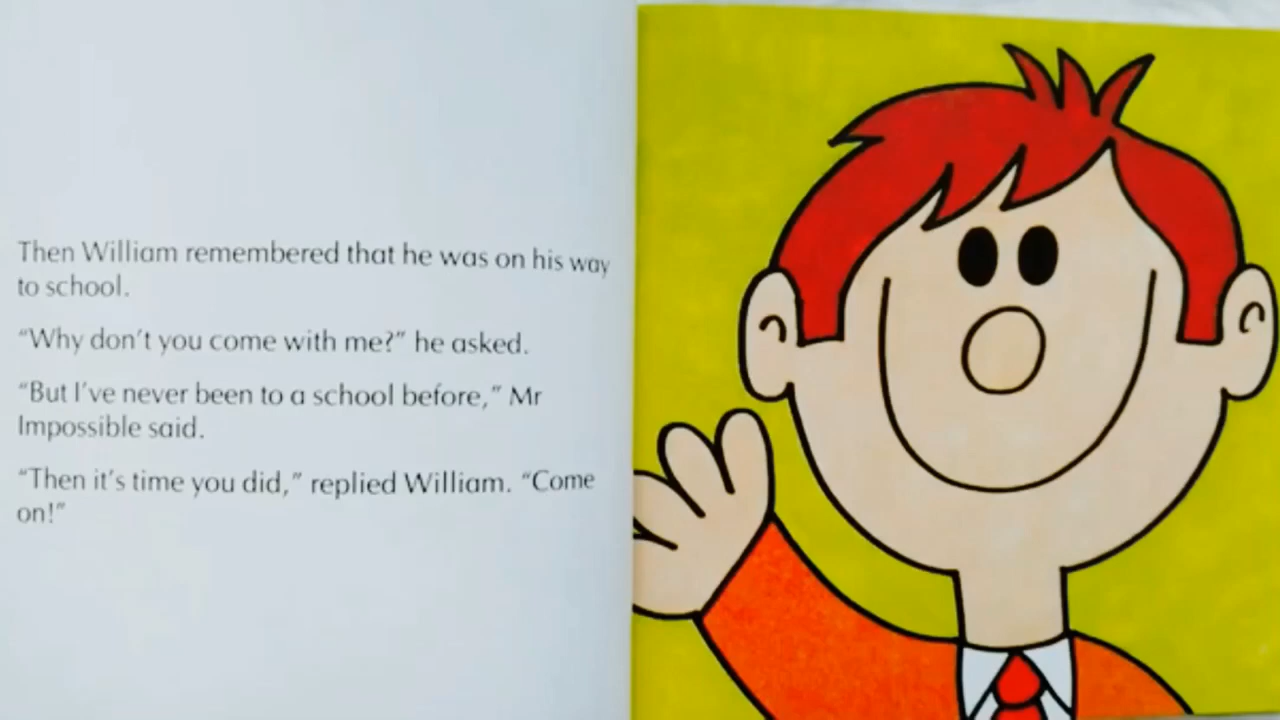 Then William remembered that he was on his way
to school.
“Why don’t you come with me?” he asked.
“But I’ve never been to a school before,” Mr
Impossible said.
“Then it’s time you did,” replied William. “Come
on!”